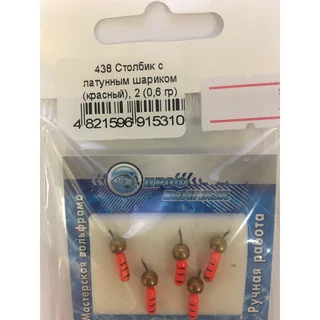 438 Столбик с
латунным шариком
(красный), 2 (0,6 гр)
4 821596 915310
Мастерская вольфрама
Ручная работа